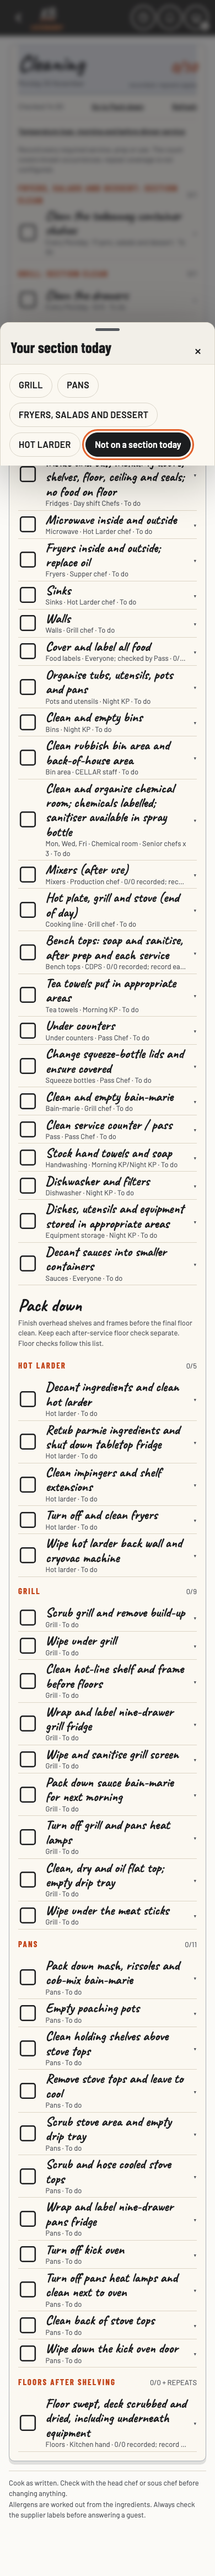 Cleaning
Your section today
×
GRILL
PANS
FRYERS, SALADS AND DESSERT
HOT LARDER
Not on a section today
shelves, floor, ceiling and seals;
no food on floor
Fridges · Day shift Chefs · To do
Microwave inside and outside
Microwave · Hot Larder chef · To do
Fryers inside and outside;
replace oil
Fryers · Supper chef · To do
Sinks
Sinks · Hot Larder chef · To do
Walls
Walls · Grill chef · To do
Cover and label all food
Food labels · Everyone; checked by Pass · 0/...
Organise tubs, utensils, pots
and pans
Pots and utensils · Night KP · To do
Clean and empty bins
Bins · Night KP · To do
Clean rubbish bin area and
back-of-house area
Bin area · CELLAR staff · To do
Clean and organise chemical
room; chemicals labelled;
sanitiser available in spray
bottle
Mon, Wed, Fri · Chemical room · Senior chefs x
3 · To do
Mixers (after use)
Mixers · Production chef · 0/0 recorded; rec...
Hot plate, grill and stove (end
of day)
Cooking line · Grill chef · To do
Bench tops: soap and sanitise,
after prep and each service
Bench tops · CDPS · 0/0 recorded; record ea...
Tea towels put in appropriate
areas
Tea towels · Morning KP · To do
Under counters
Under counters · Pass Chef · To do
Change squeeze-bottle lids and
ensure covered
Squeeze bottles · Pass Chef · To do
Clean and empty bain-marie
Bain-marie · Grill chef · To do
Clean service counter / pass
Pass · Pass Chef · To do
Stock hand towels and soap
Handwashing · Morning KP/Night KP · To do
Dishwasher and filters
Dishwasher · Night KP · To do
Dishes, utensils and equipment
stored in appropriate areas
Equipment storage · Night KP · To do
Decant sauces into smaller
containers
Sauces · Everyone · To do
Pack down
Finish overhead shelves and frames before the final floor
clean. Keep each after-service floor check separate.
Floor checks follow this list.
HOT LARDER 0/5
Decant ingredients and clean
hot larder
Hot larder · To do
Retub parmie ingredients and
shut down tabletop fridge
Hot larder · To do
Clean impingers and shelf
extensions
Hot larder · To do
Turn off and clean fryers
Hot larder · To do
Wipe hot larder back wall and
cryovac machine
Hot larder · To do
GRILL 0/9
Scrub grill and remove build-up
Grill · To do
Wipe under grill
Grill · To do
Clean hot-line shelf and frame
before floors
Grill · To do
Wrap and label nine-drawer
grill fridge
Grill · To do
Wipe and sanitise grill screen
Grill · To do
Pack down sauce bain-marie
for next morning
Grill · To do
Turn off grill and pans heat
lamps
Grill · To do
Clean, dry and oil flat top;
empty drip tray
Grill · To do
Wipe under the meat sticks
Grill · To do
PANS 0/11
Pack down mash, rissoles and
cob-mix bain-marie
Pans · To do
Empty poaching pots
Pans · To do
Clean holding shelves above
stove tops
Pans · To do
Remove stove tops and leave to
cool
Pans · To do
Scrub stove area and empty
drip tray
Pans · To do
Scrub and hose cooled stove
tops
Pans · To do
Wrap and label nine-drawer
pans fridge
Pans · To do
Turn off kick oven
Pans · To do
Turn off pans heat lamps and
clean next to oven
Pans · To do
Clean back of stove tops
Pans · To do
Wipe down the kick oven door
Pans · To do
FLOORS AFTER SHELVING 0/0 + REPEATS
Floor swept, deck scrubbed and
dried, including underneath
equipment
Floors · Kitchen hand · 0/0 recorded; record ...
Cook as written. Check with the head chef or sous chef before
changing anything.
Allergens are worked out from the ingredients. Always check
the supplier labels before answering a guest.